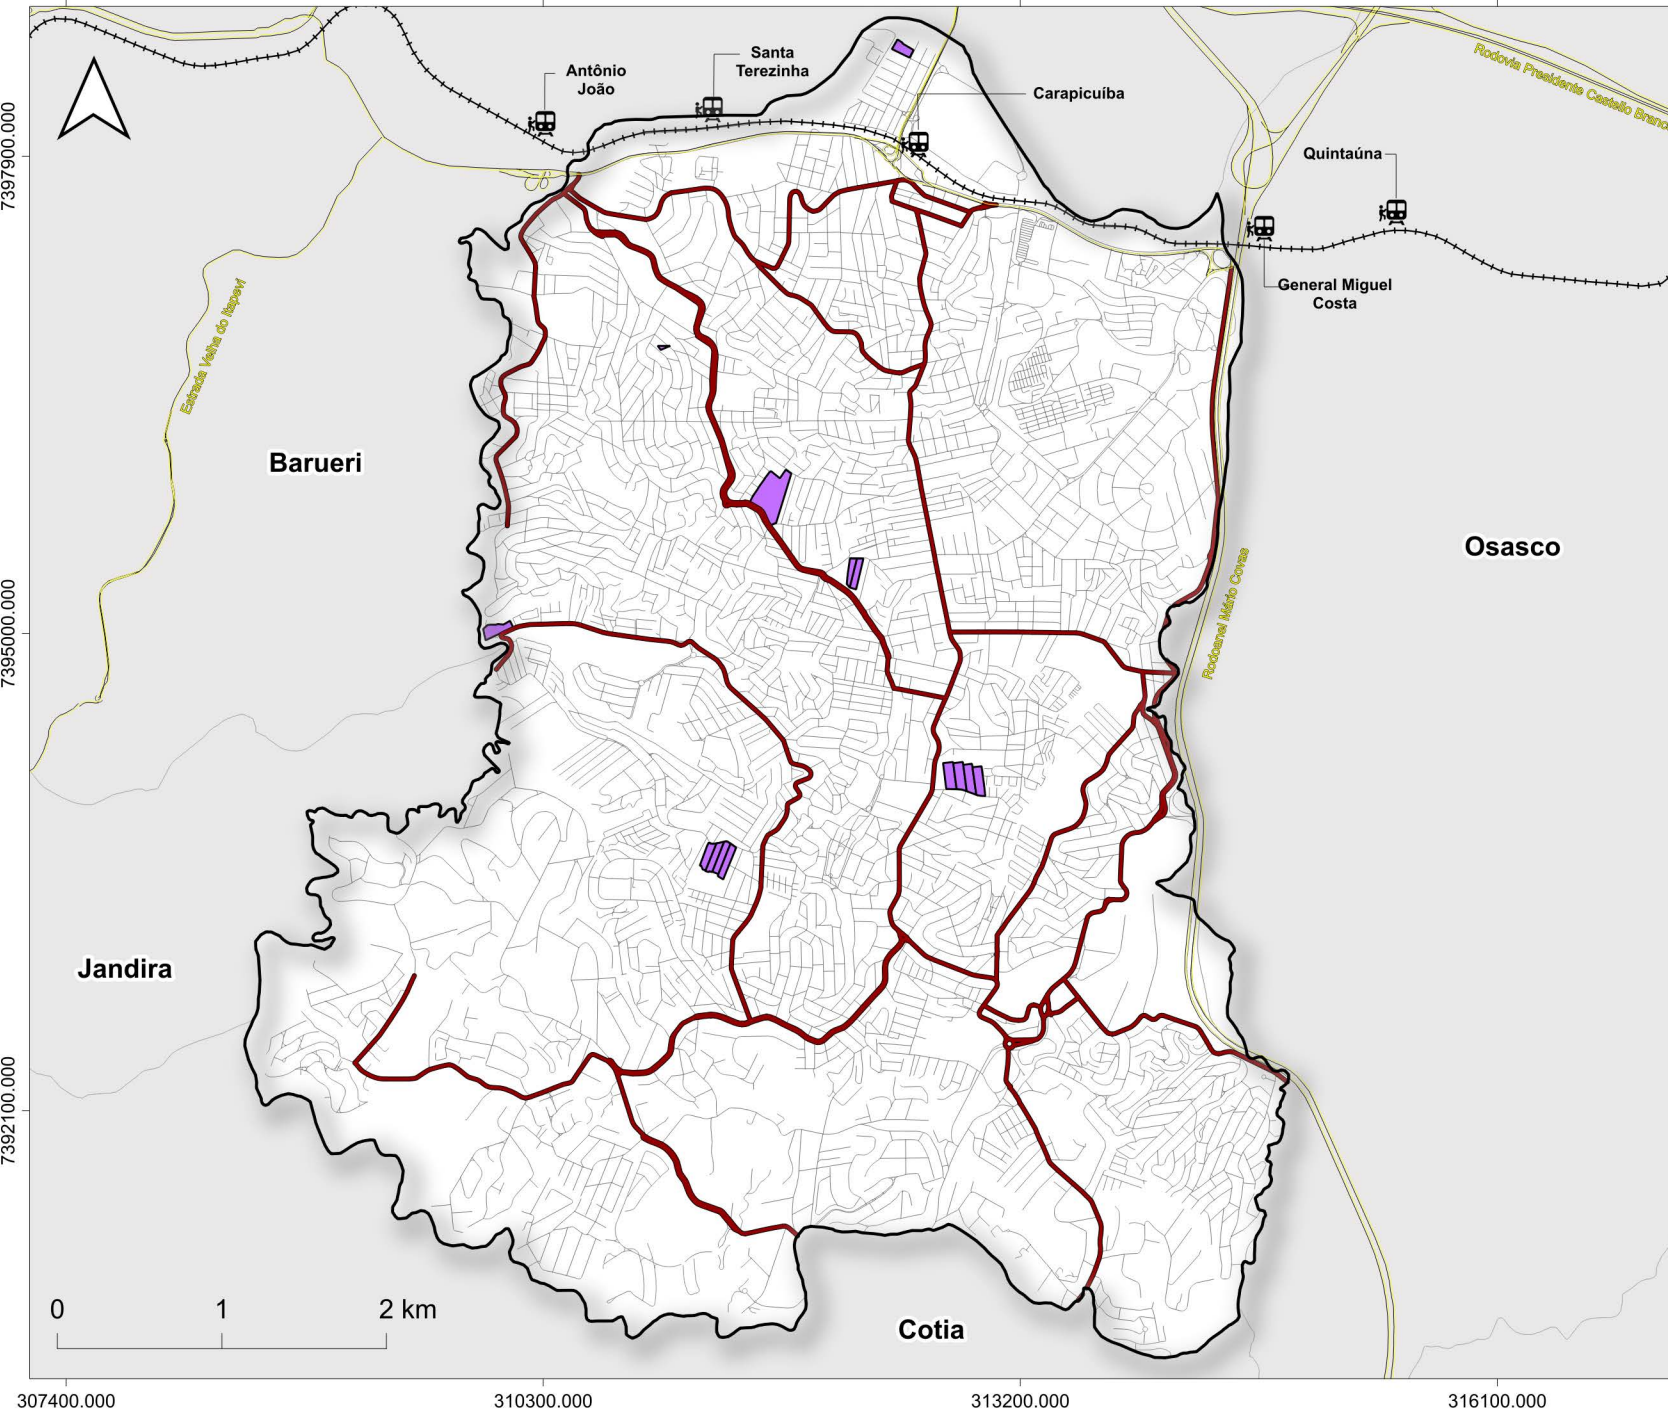 Antônio
João
Santa
Terezinha
Carapicuíba
Rodovia Presidente Castello Branc
Quintaúna
General Miguel
Costa
Estrada Velha do Itapevi
Barueri
Osasco
Rodoanel Mário Covas
Jandira
Cotia
0 1 2 km
7397900.000
7395000.000
7392100.000
307400.000 310300.000 313200.000 316100.000